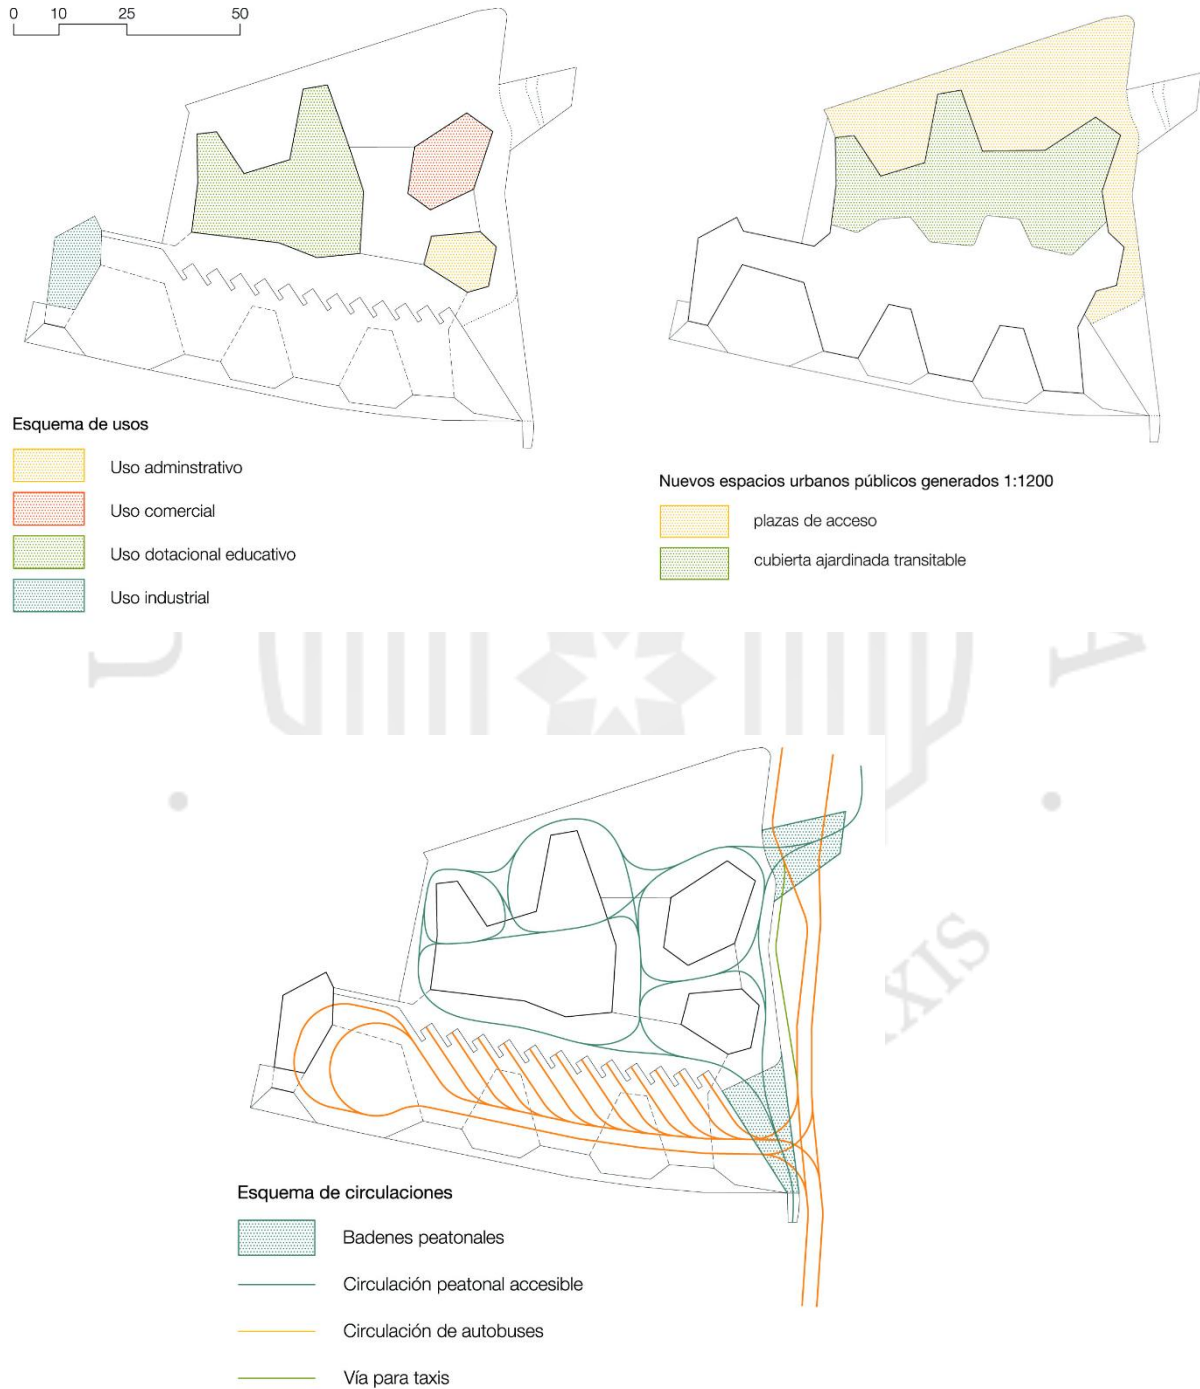 0 10 25 50
Esquema de usos
Uso adminstrativo
Uso comercial
Uso dotacional educativo
Uso industrial
Nuevos espacios urbanos públicos generados 1:1200
plazas de acceso
cubierta ajardinada transitable
XIS
Esquema de circulaciones
Badenes peatonales
Circulación peatonal accesible
Circulación de autobuses
Vía para taxis